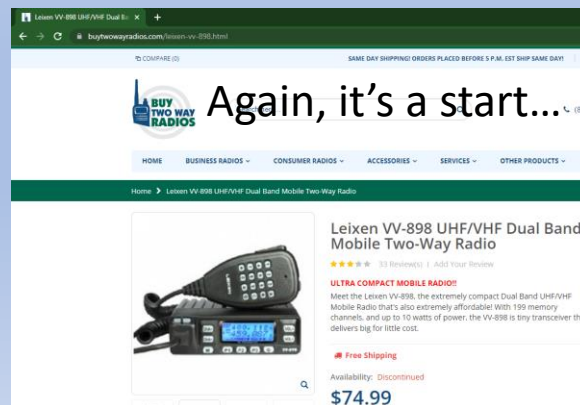 Leixen VV-898 UHF/VHF Dual Ba
buytwowayradios.com/leixen-vv-898.html
COMPARE (0)
SAME DAY SHIPPING! ORDERS PLACED BEFORE 5 P.M. EST SHIP SAME DAY!
BUY
TWO WAY
RADIOS
Again, it's a start...
HOME BUSINESS RADIOS CONSUMER RADIOS ACCESSORIES SERVICES OTHER PRODUCTS
Home > Leixen VV-898 UHF/VHF Dual Band Mobile Two-Way Radio
Leixen VV-898 UHF/VHF Dual Band
Mobile Two-Way Radio
33 Review(s) | Add Your Review
ULTRA COMPACT MOBILE RADIO!!!
Meet the Leixen VV-898, the extremely compact Dual Band UHF/VHF
Mobile Radio that's also extremely affordable! With 199 memory
channels, and up to 10 watts of power, the VV-898 is tiny transceiver th
delivers big for little cost.
Free Shipping
Availability: Discontinued
$74.99